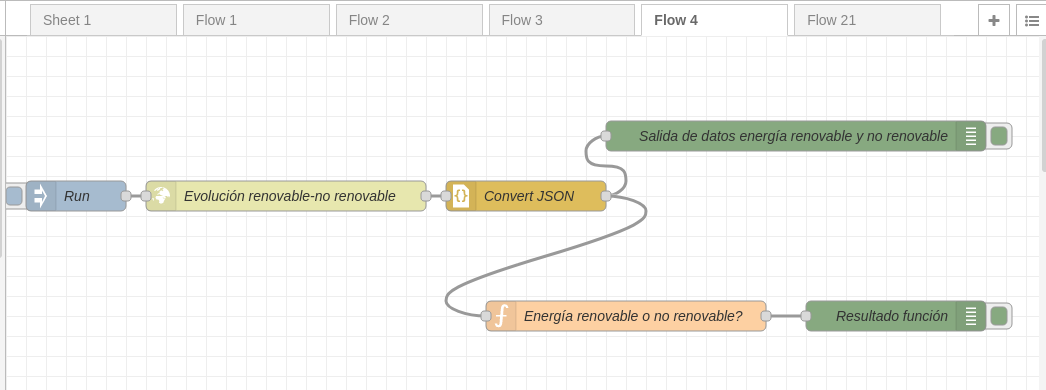 Sheet 1
Flow 1
Flow 2
Flow 3
Flow 4
Flow 21
Salida de datos energía renovable y no renovable
Run
Evolución renovable-no renovable
{}
Convert JSON
f
Energía renovable o no renovable?
Resultado función